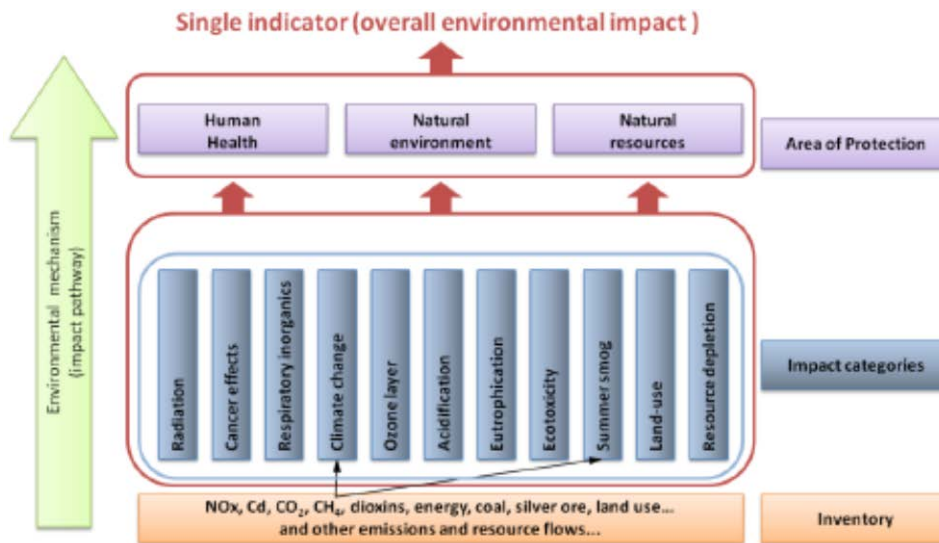 Single indicator (overall environmental impact )
Human
Health
Natural
environment
Natural
resources
Area of Protection
Environmental mechanism
(impact pathway)
Radiation
Cancer effects
Respiratory inorganics
Climate change
Ozone layer
Acidification
Eutrophication
Ecotoxicity
Summer smog
Land-use
Resource depletion
Impact categories
NOx, Cd, CO₂, CH₄, dioxins, energy, coal, silver ore, land use...
and other emissions and resource flows...
Inventory